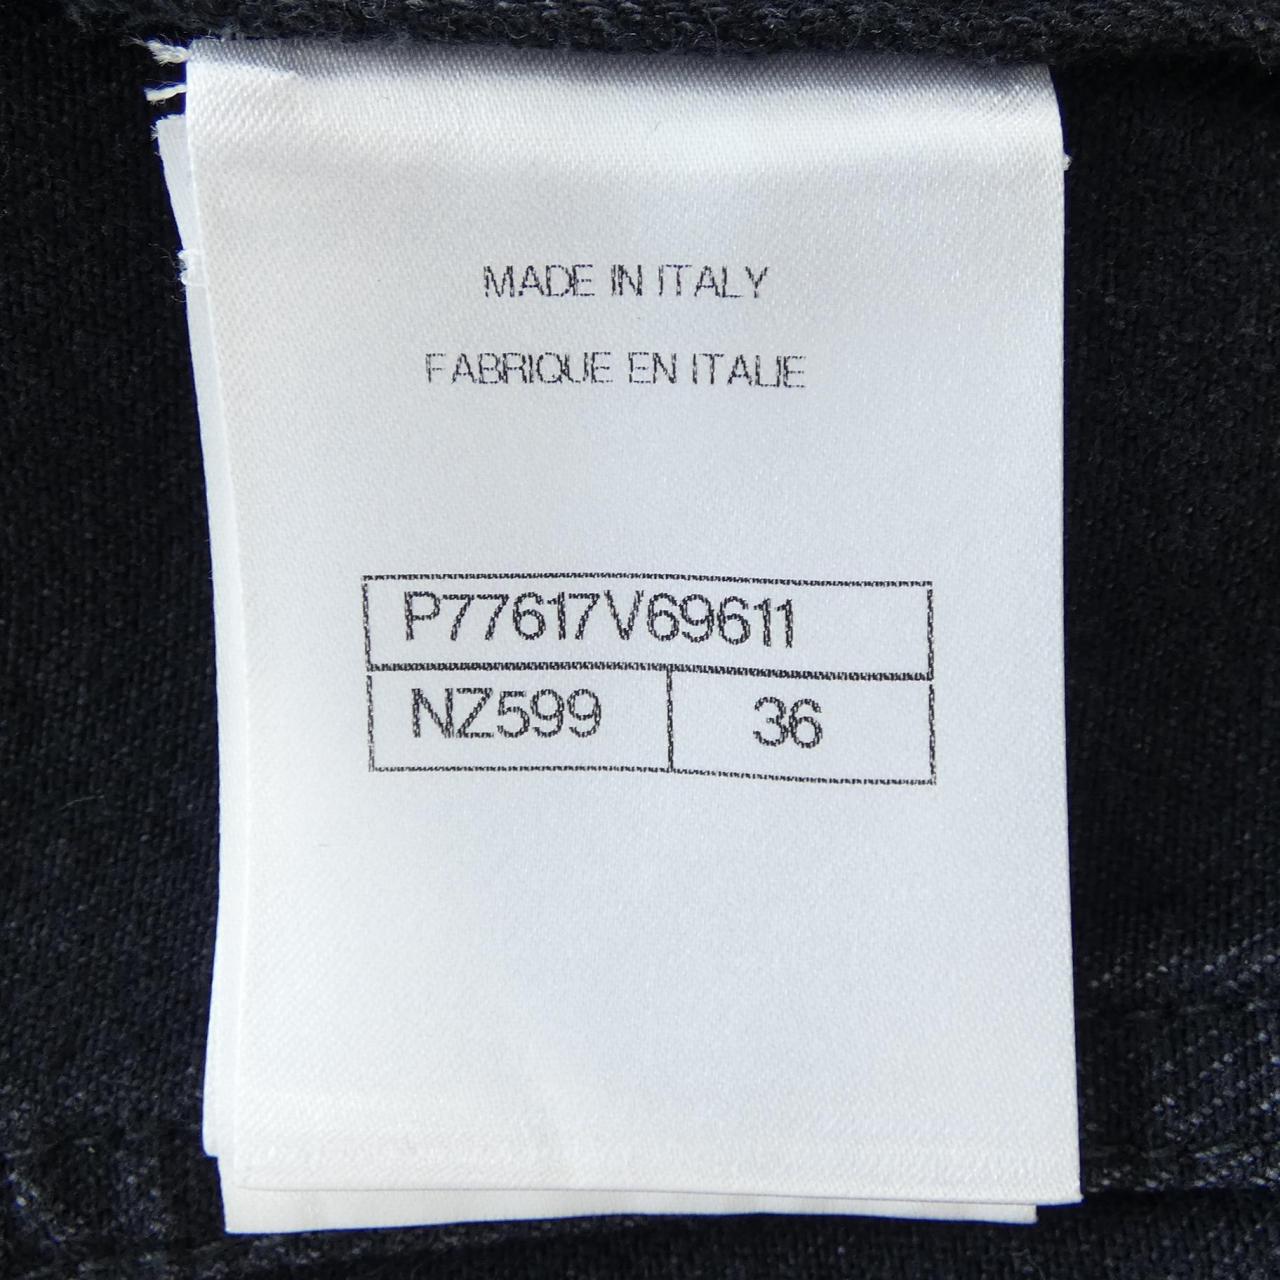 MADE IN ITALY
FABRIQUE EN ITALIE
P77617V69611
NZ599 36